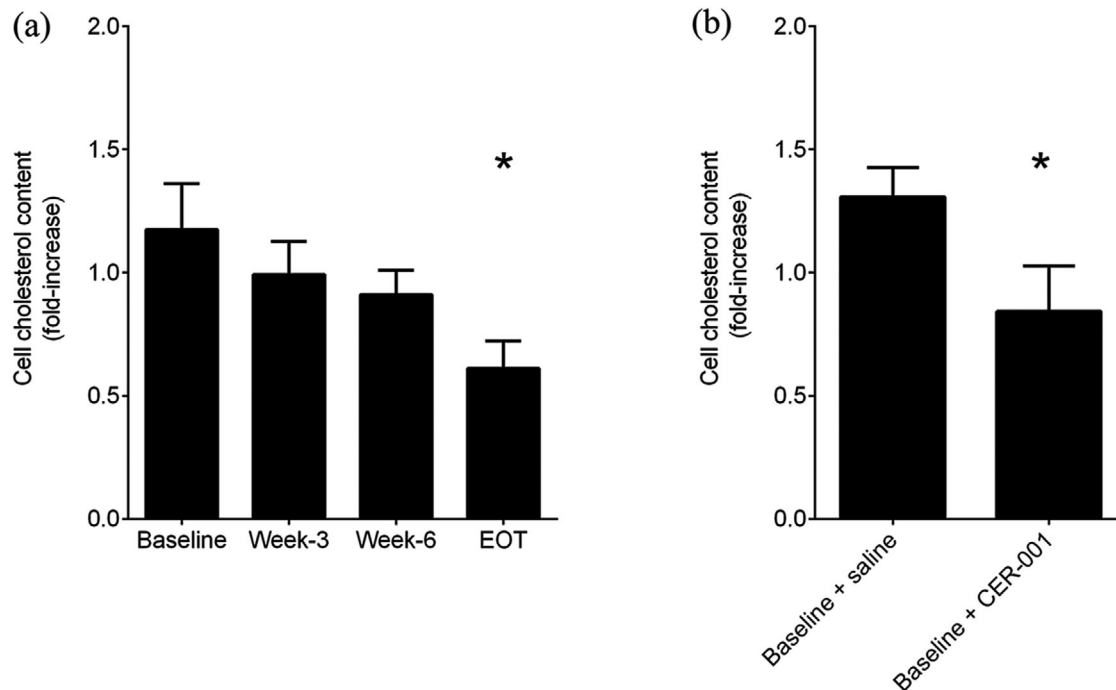 (a)
Cell cholesterol content
(fold-increase)
2.0
1.5
1.0
0.5
0.0
*
Baseline Week-3 Week-6 EOT
(b)
Cell cholesterol content
(fold-increase)
2.0
1.5
1.0
0.5
0.0
*
Baseline + saline
Baseline + CER-001